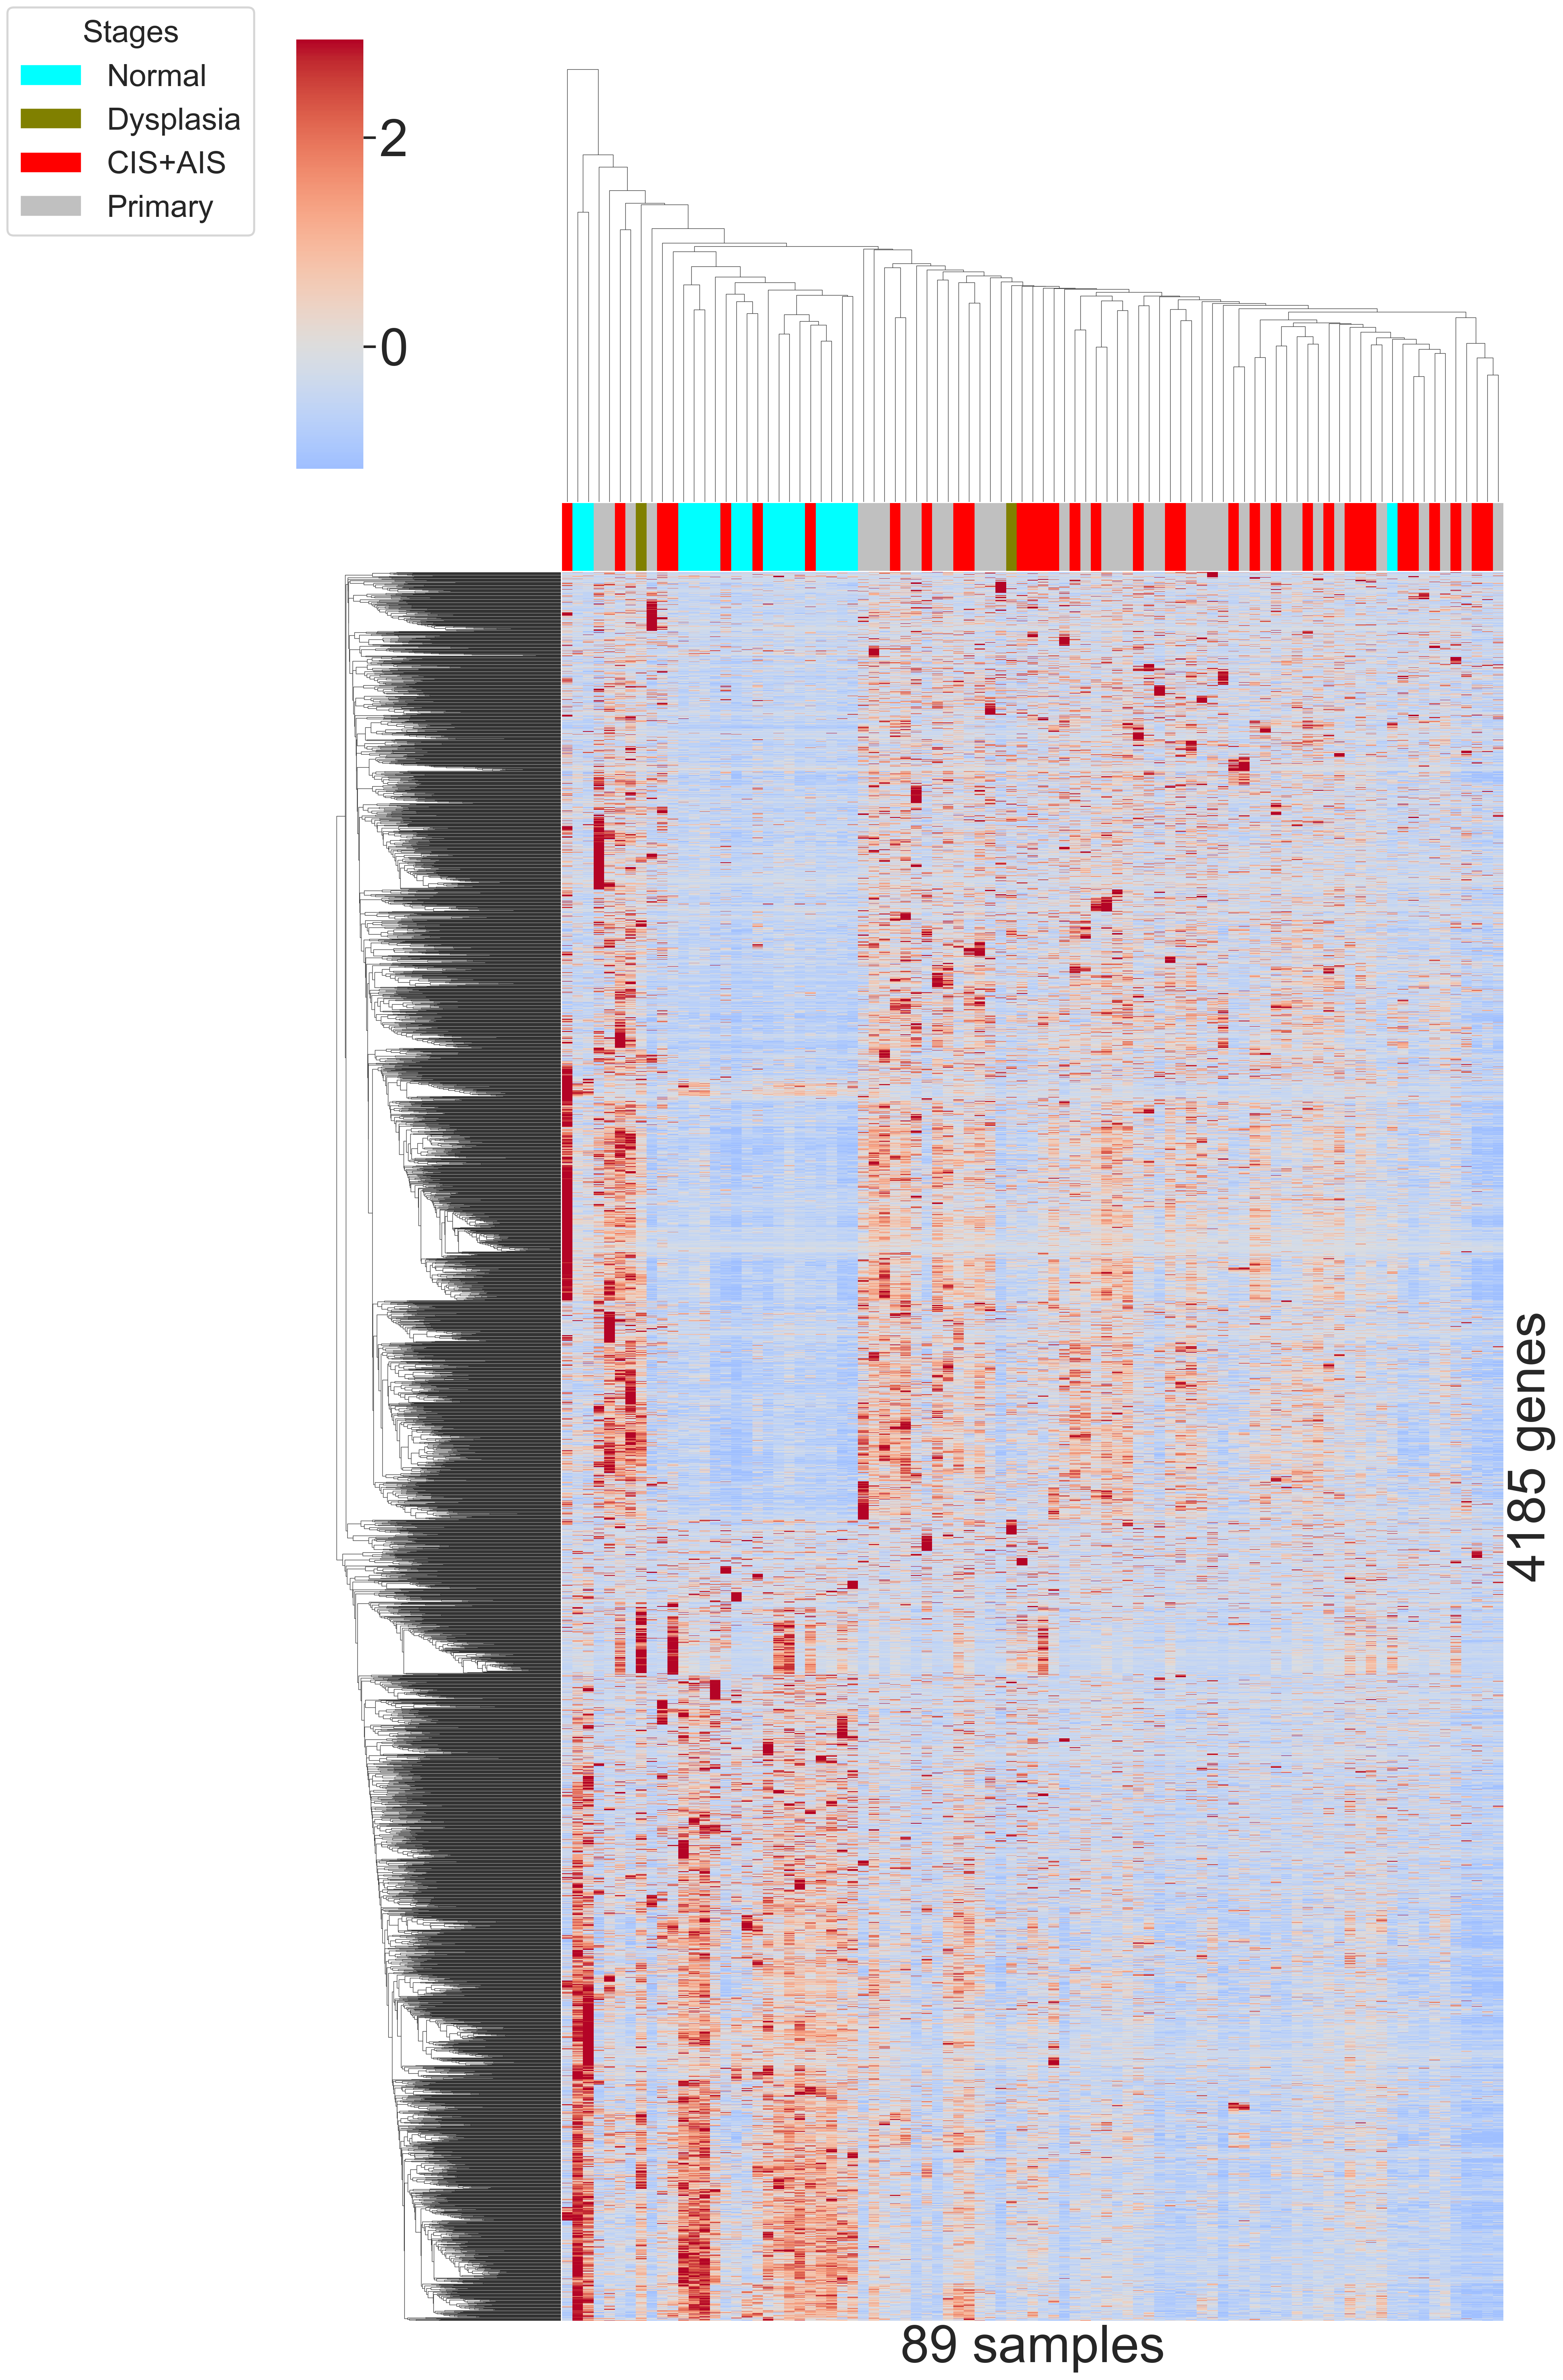 Stages
Normal
Dysplasia
CIS+AIS
Primary
2
0
4185 genes
89 samples